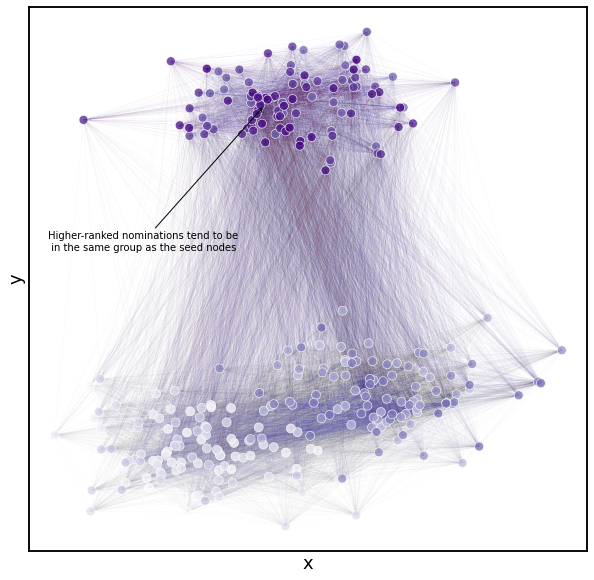 Higher-ranked nominations tend to be
in the same group as the seed nodes
y
x